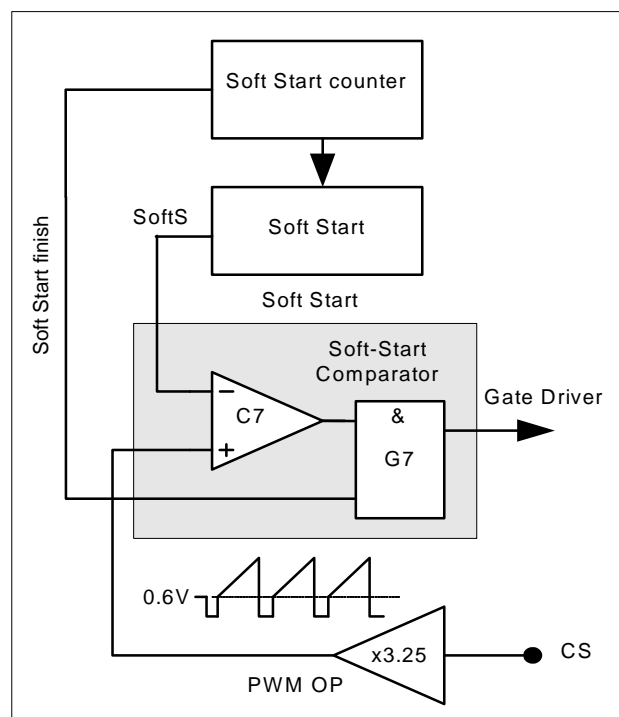 Soft Start counter
SoftS
Soft Start
Soft Start finish
Soft Start
Soft-Start
Comparator
Gate Driver
−
C7
+
&
G7
0.6V
x3.25
CS
PWM OP